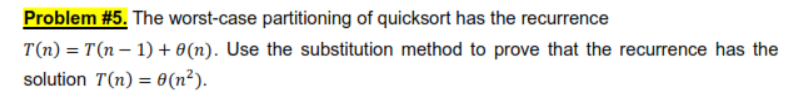 Problem #5. The worst-case partitioning of quicksort has the recurrence
T(n) = T(n − 1) + θ(n). Use the substitution method to prove that the recurrence has the
solution T(n) = θ(n²).